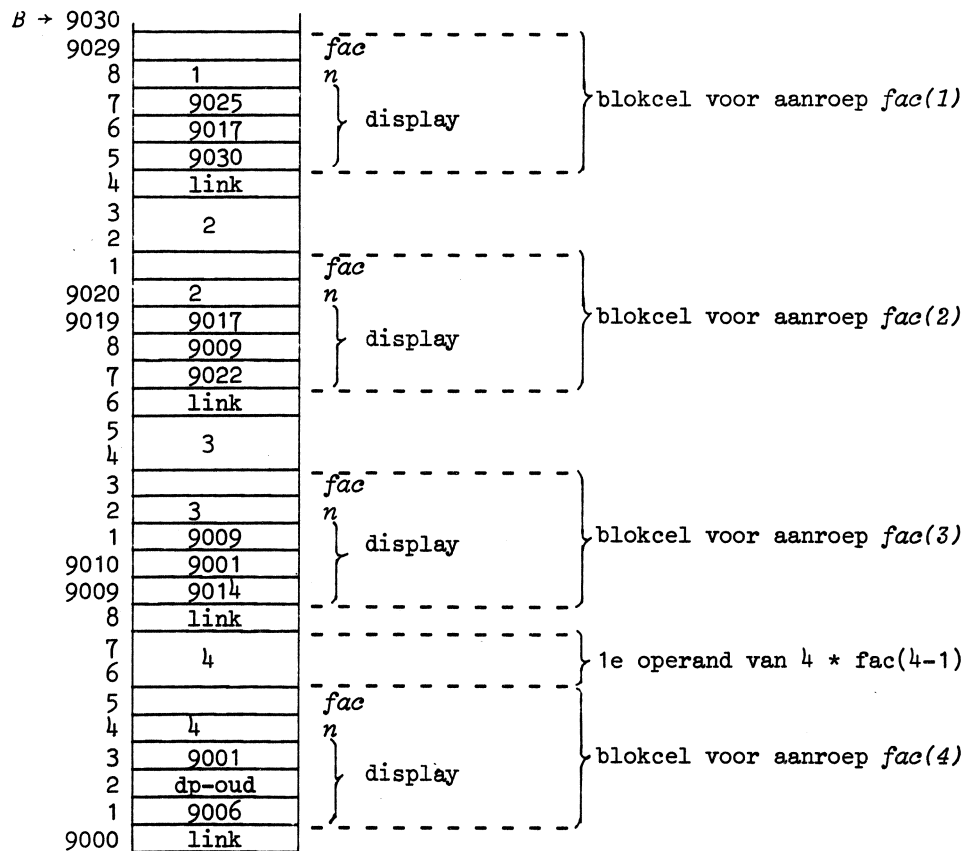 B → 9030
9029 fac
8 1 n
7 9025
6 9017 display blokcel voor aanroep fac(1)
5 9030
4 link
3
2 2
1 fac
9020 2 n
9019 9017
8 9009 display blokcel voor aanroep fac(2)
7 9022
6 link
5
4 3
3 fac
2 3 n
1 9009
9010 9001 display blokcel voor aanroep fac(3)
9009 9014
8 link
7
6 4 1e operand van 4 * fac(4-1)
5 fac
4 4 n
3 9001
2 dp-oud display blokcel voor aanroep fac(4)
1 9006
9000 link